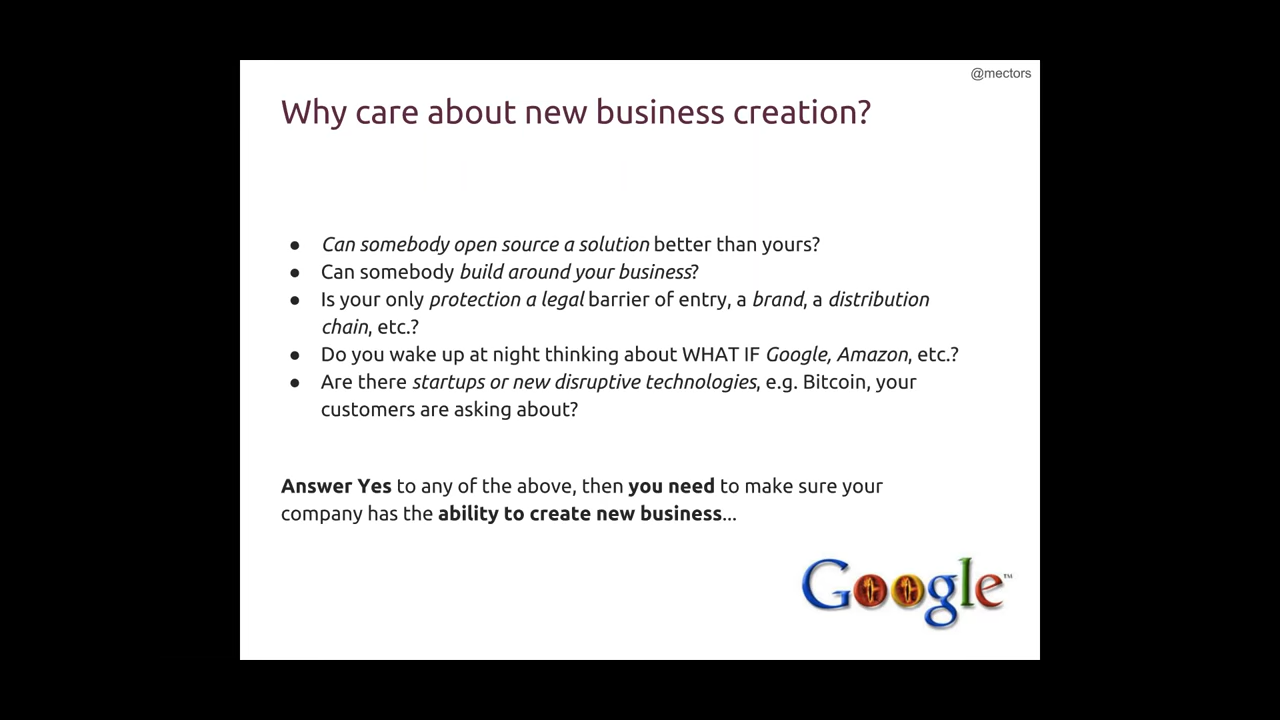 @mectors
Why care about new business creation?
● Can somebody open source a solution better than yours?
● Can somebody build around your business?
● Is your only protection a legal barrier of entry, a brand, a distribution
chain, etc.?
● Do you wake up at night thinking about WHAT IF Google, Amazon, etc.?
● Are there startups or new disruptive technologies, e.g. Bitcoin, your
customers are asking about?
Answer Yes to any of the above, then you need to make sure your
company has the ability to create new business...
Google™